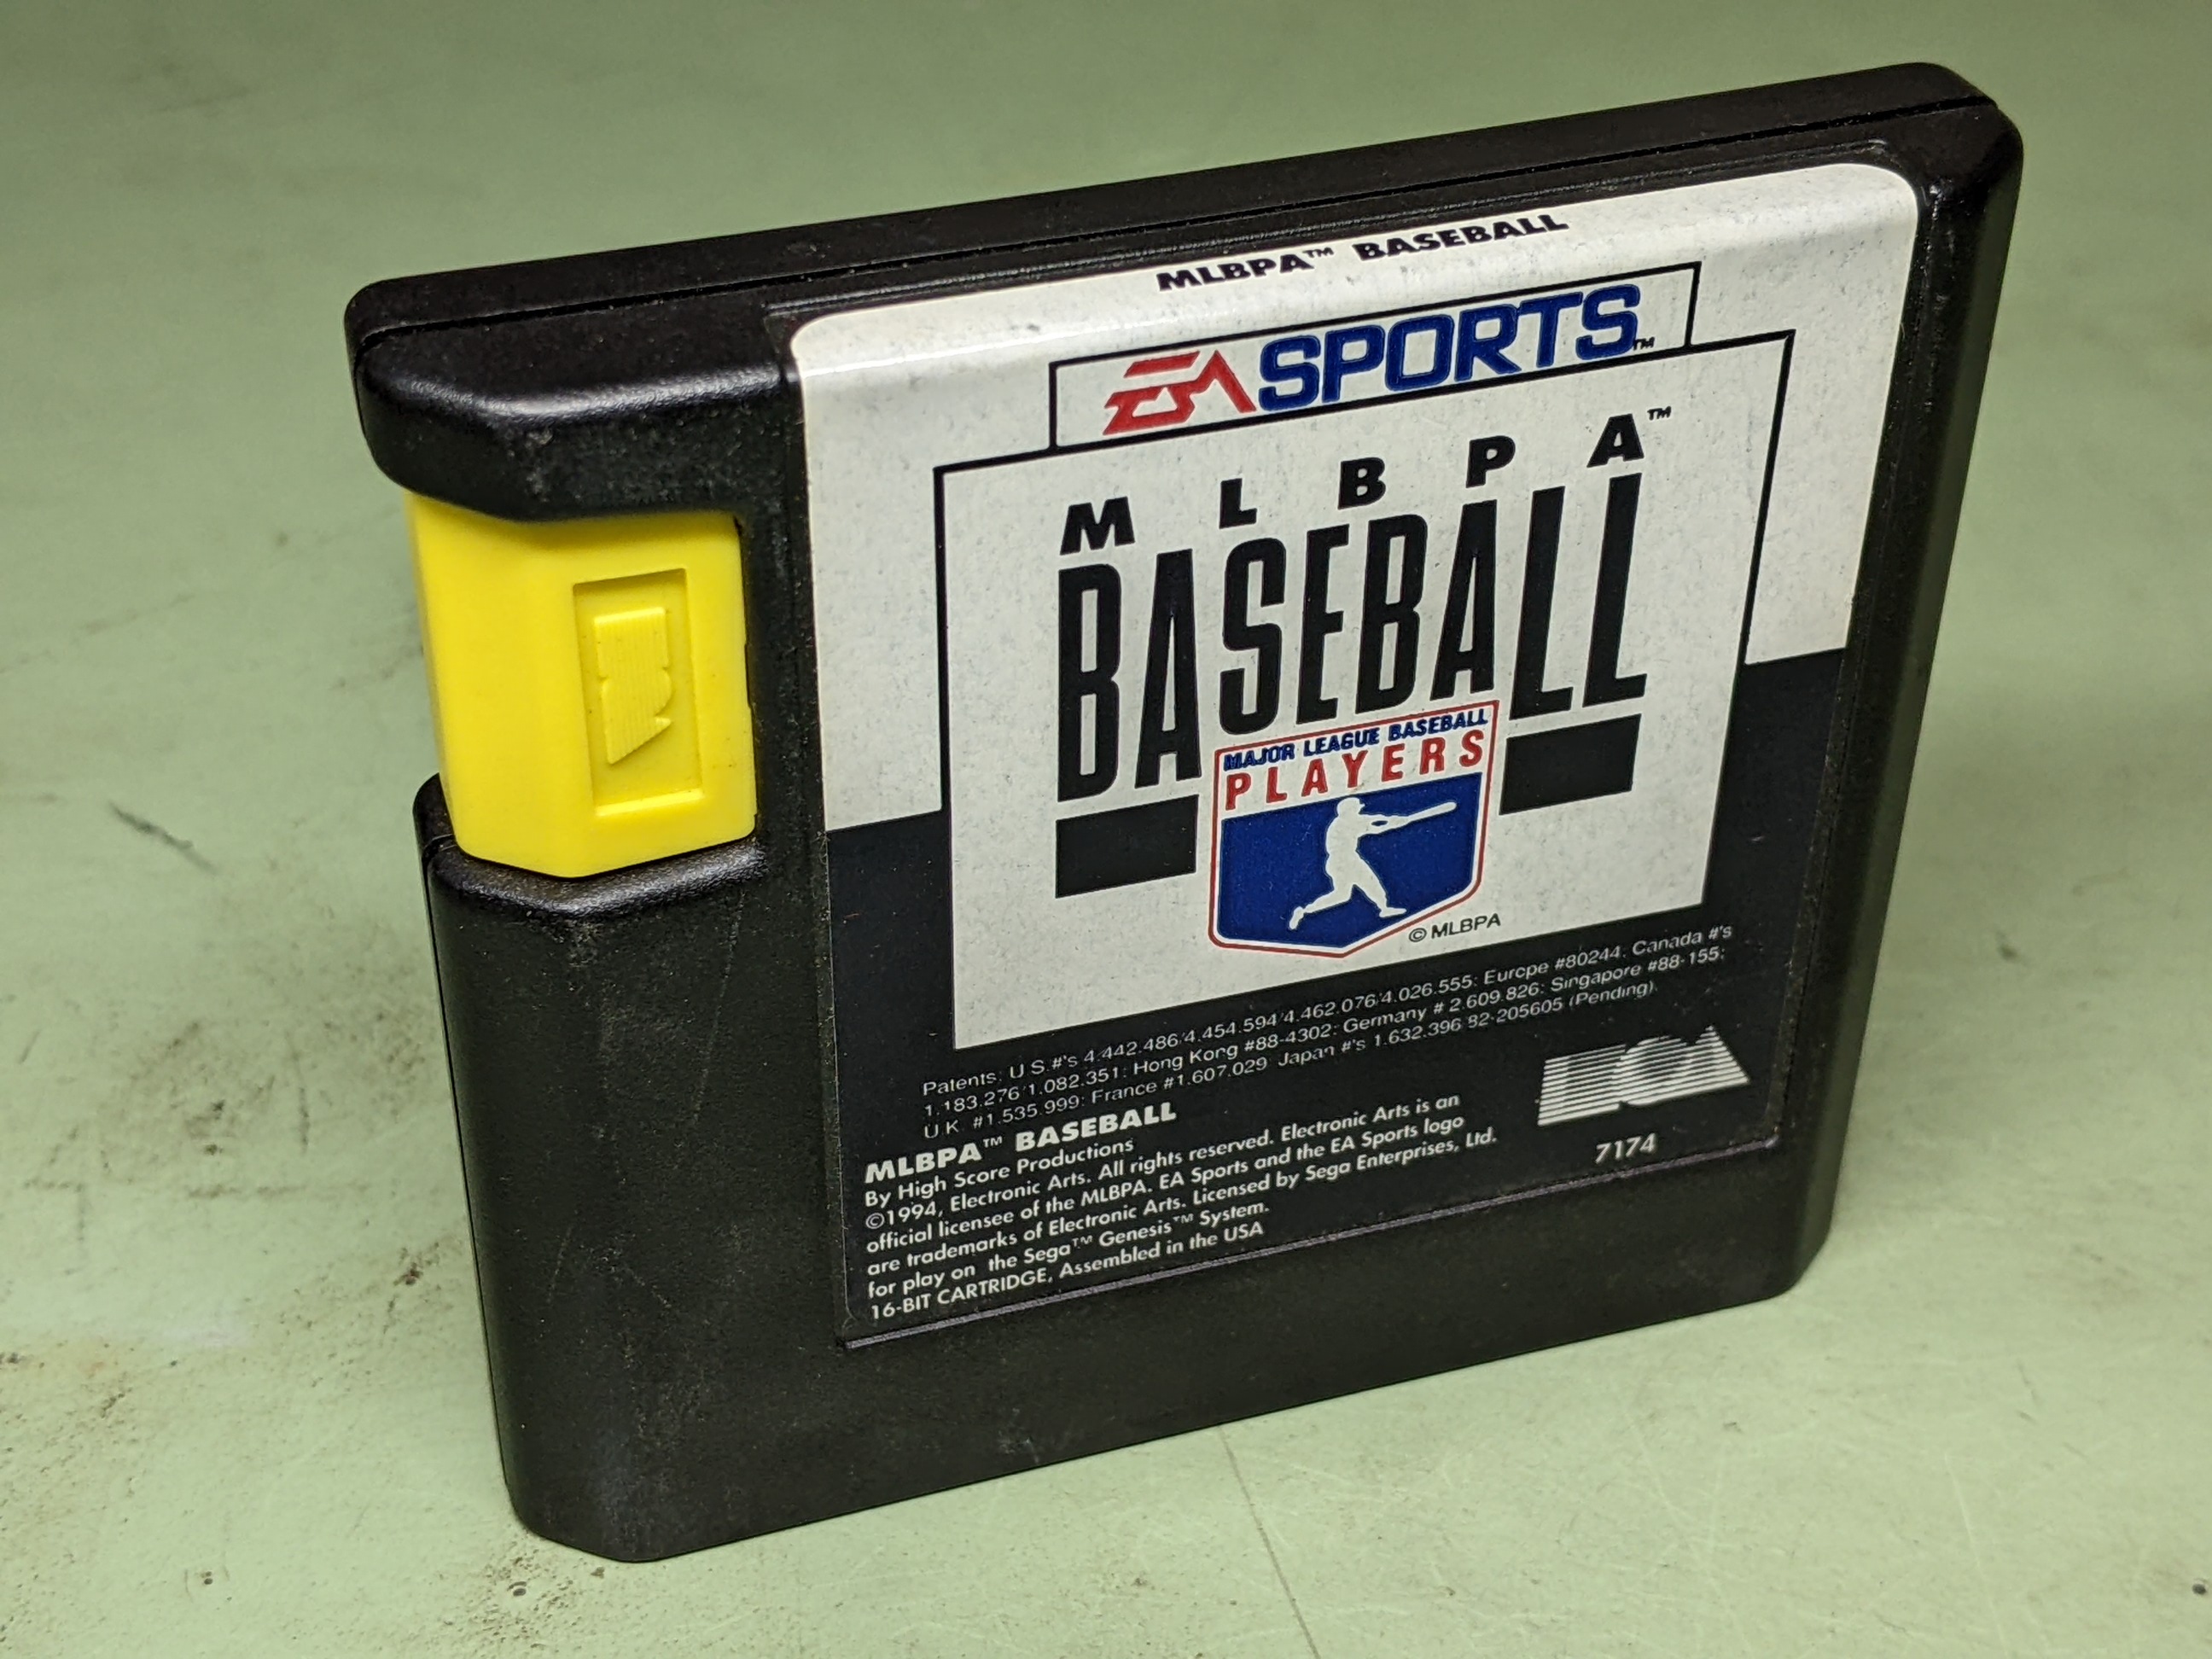 MLBPA™ BASEBALL
EA SPORTS™
MLBPA™
BASEBALL
MAJOR LEAGUE BASEBALL
PLAYERS
© MLBPA
Patents: U.S.#'s 4.442.486/4.454.594/4.462.076/4.026.555; Europe #80244; Canada #'s
1.183.276/1.082.351; Hong Kong #88-4302; Germany # 2.609.826; Singapore #88-155;
U.K. #1.535.999; France #1.607.029 Japan #'s 1.632.396 82-205605 (Pending).
MLBPA™ BASEBALL
By High Score Productions
©1994, Electronic Arts. All rights reserved. Electronic Arts is an
official licensee of the MLBPA. EA Sports and the EA Sports logo
are trademarks of Electronic Arts. Licensed by Sega Enterprises, Ltd.
for play on the Sega™ Genesis™ System.
16-BIT CARTRIDGE, Assembled in the USA
EA
7174